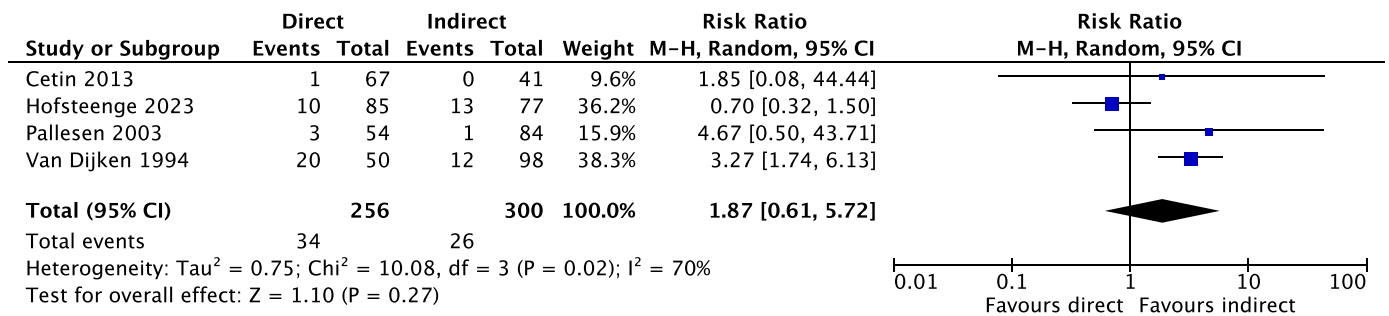 Direct Indirect Risk Ratio Risk Ratio
Study or Subgroup Events Total Events Total Weight M-H, Random, 95% CI M-H, Random, 95% CI
Cetin 2013 1 67 0 41 9.6% 1.85 [0.08, 44.44]
Hofsteenge 2023 10 85 13 77 36.2% 0.70 [0.32, 1.50]
Pallesen 2003 3 54 1 84 15.9% 4.67 [0.50, 43.71]
Van Dijken 1994 20 50 12 98 38.3% 3.27 [1.74, 6.13]
Total (95% CI) 256 300 100.0% 1.87 [0.61, 5.72]
Total events 34 26
Heterogeneity: Tau² = 0.75; Chi² = 10.08, df = 3 (P = 0.02); I² = 70%
Test for overall effect: Z = 1.10 (P = 0.27)
0.01 0.1 1 10 100
Favours direct Favours indirect